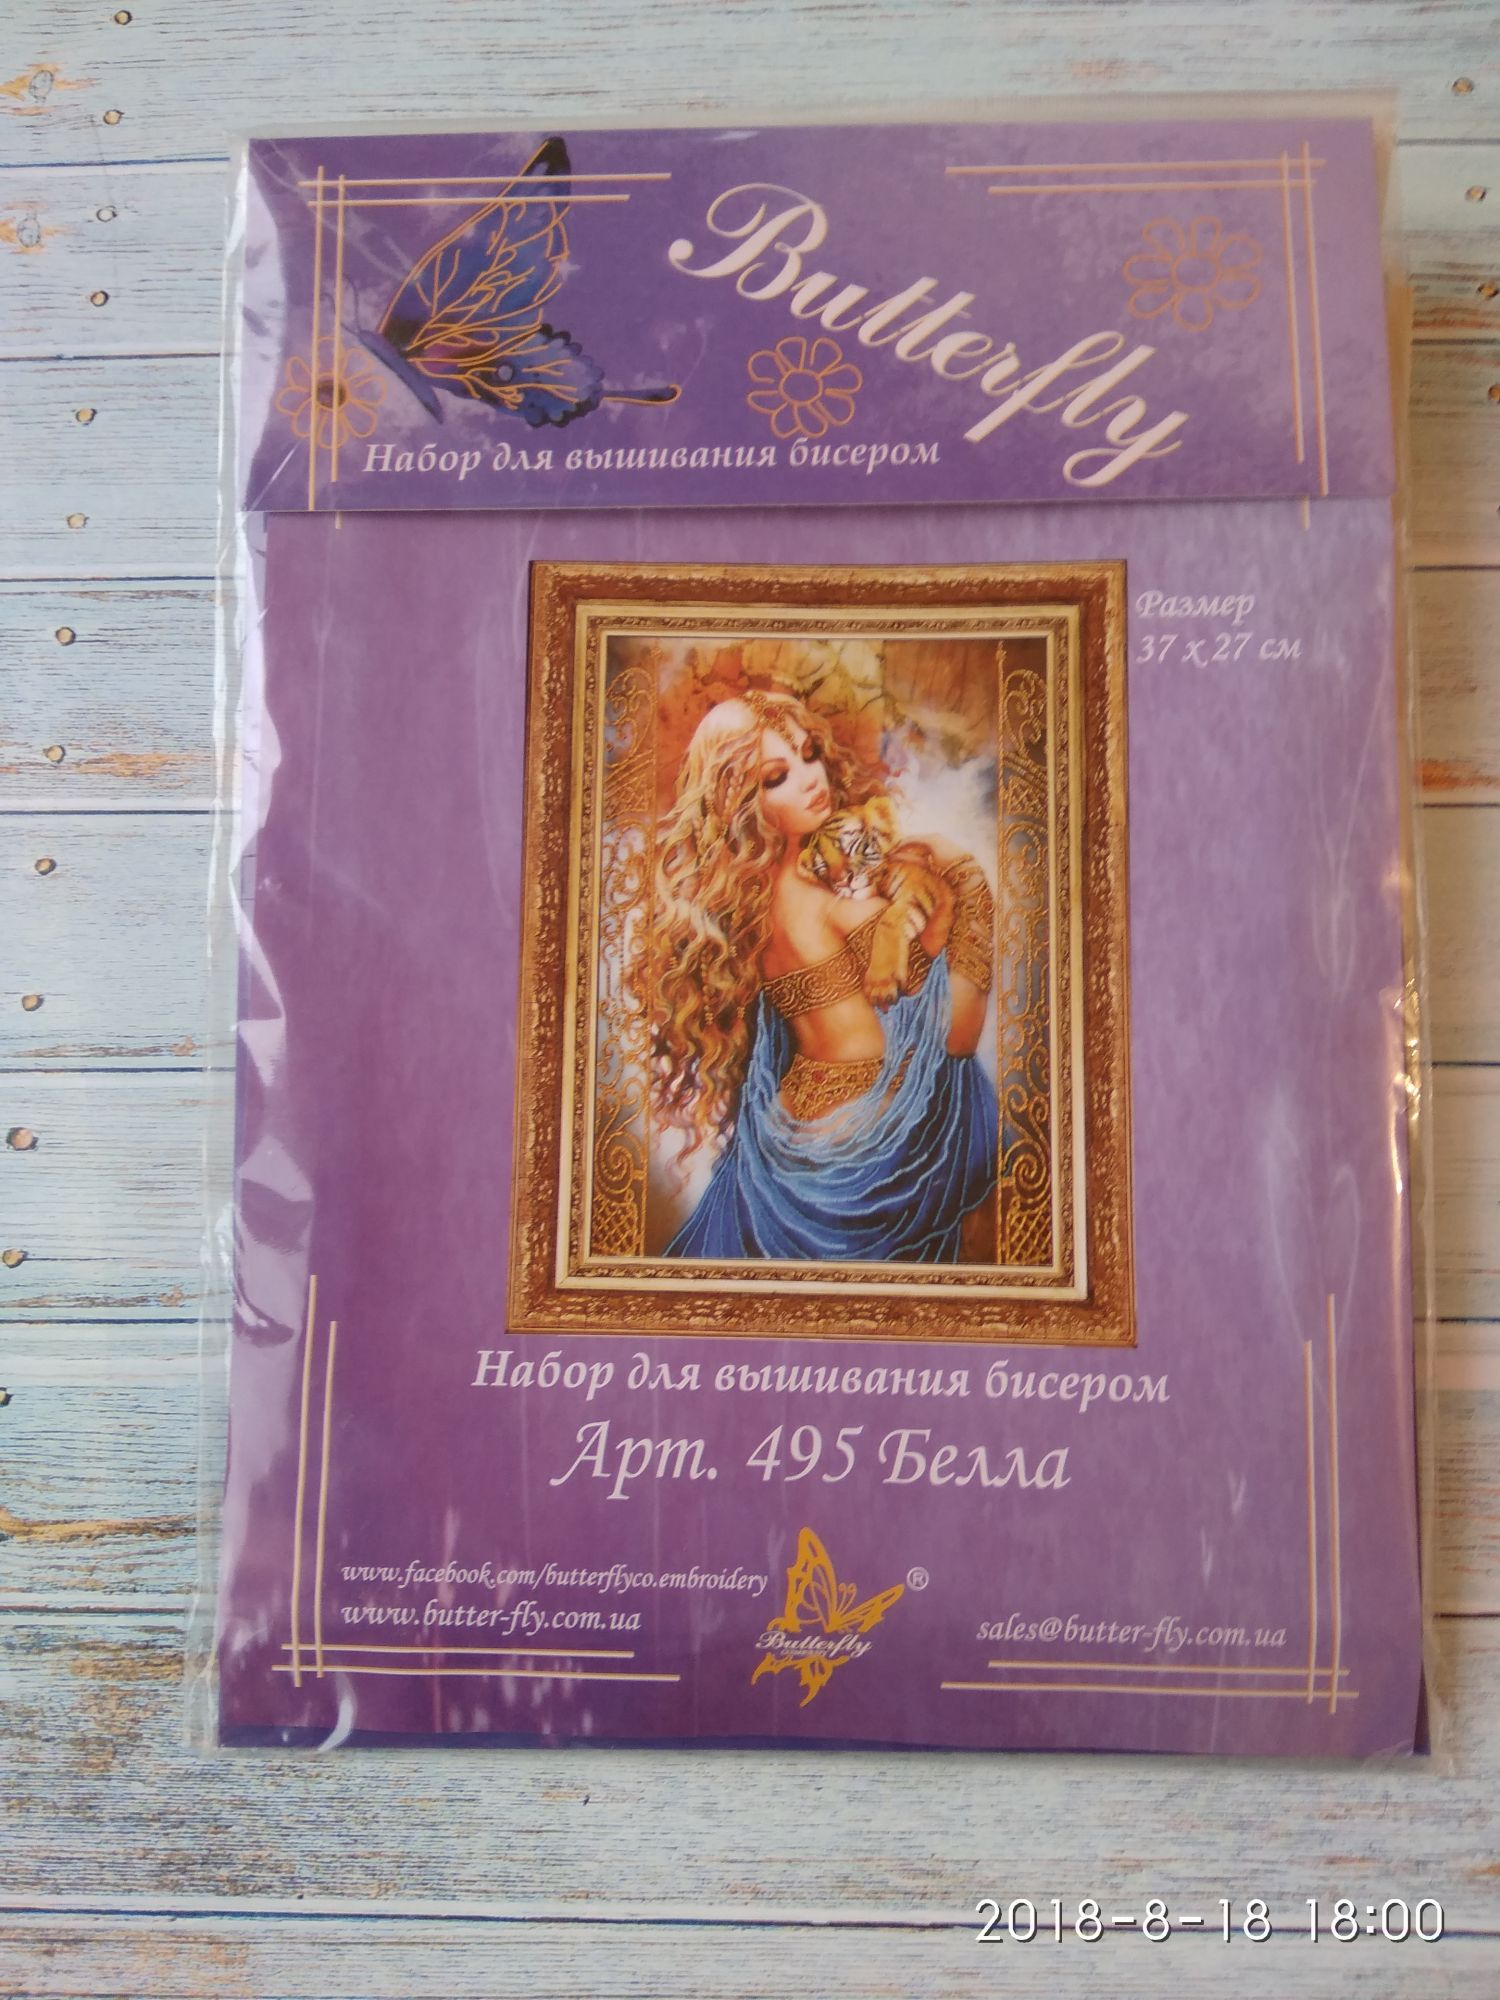 Butterfly
Набор для вышивания бисером
Размер
37 х 27 см
Набор для вышивания бисером
Арт. 495 Белла
www.facebook.com/butterflyco.embroidery
www.butter-fly.com.ua
®
Butterfly
sales@butter-fly.com.ua
2018-8-18 18:00